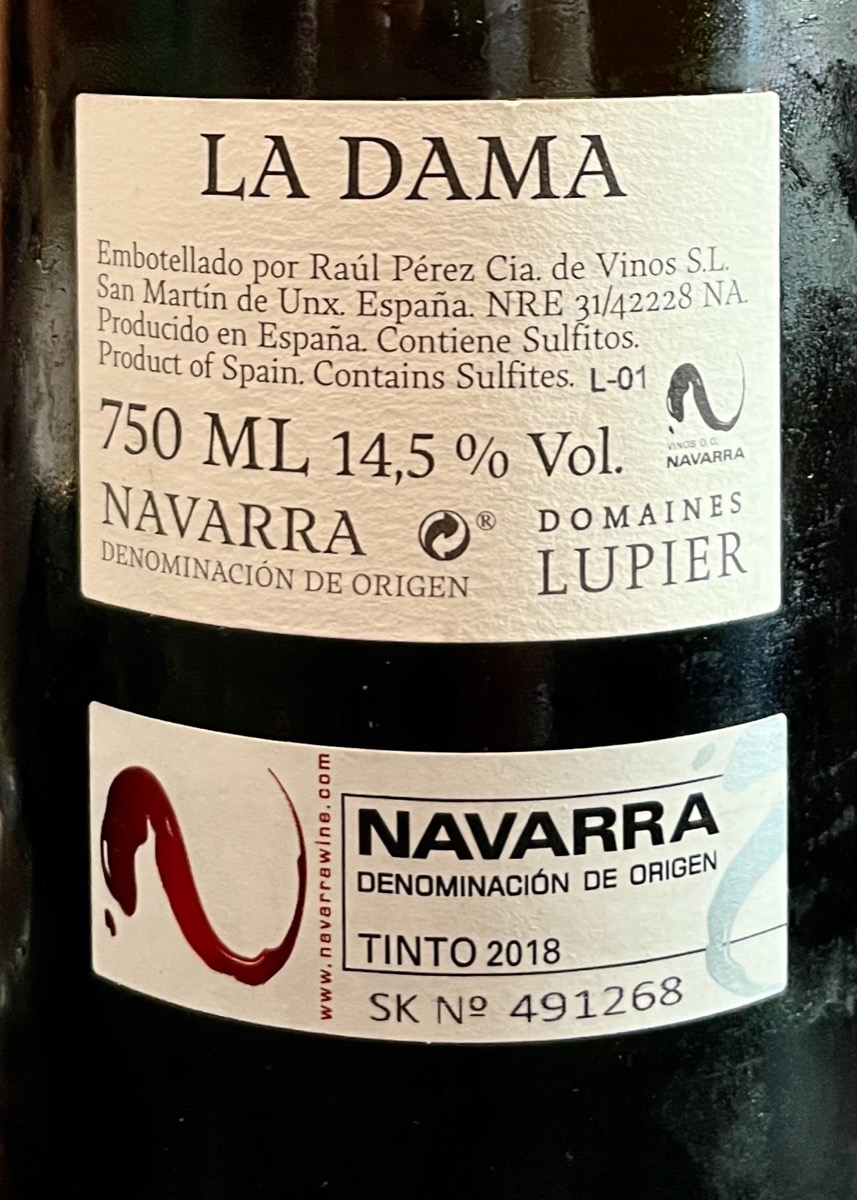 LA DAMA
Embotellado por Raúl Pérez Cia. de Vinos S.L.
San Martín de Unx. España. NRE 31/42228 NA.
Producido en España. Contiene Sulfitos.
Product of Spain. Contains Sulfites. L-01
VINOS D.O.
NAVARRA
750 ML 14,5 % Vol.
NAVARRA
DENOMINACIÓN DE ORIGEN
®
DOMAINES
LUPIER
www.navarrawine.com
NAVARRA
DENOMINACIÓN DE ORIGEN
TINTO 2018
SK Nº 491268